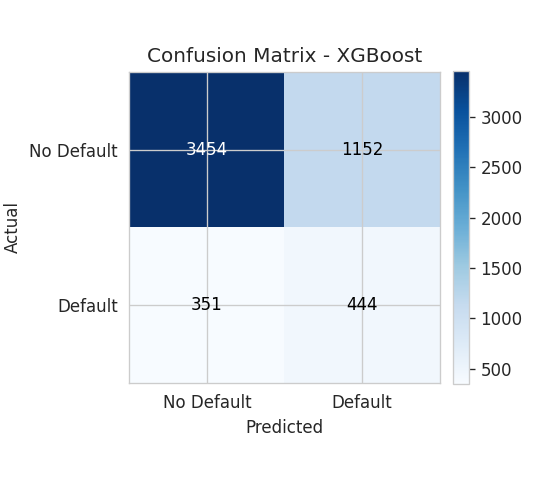 Confusion Matrix - XGBoost
Actual
No Default
3454
1152
Default
351
444
No Default
Default
Predicted
3000
2500
2000
1500
1000
500